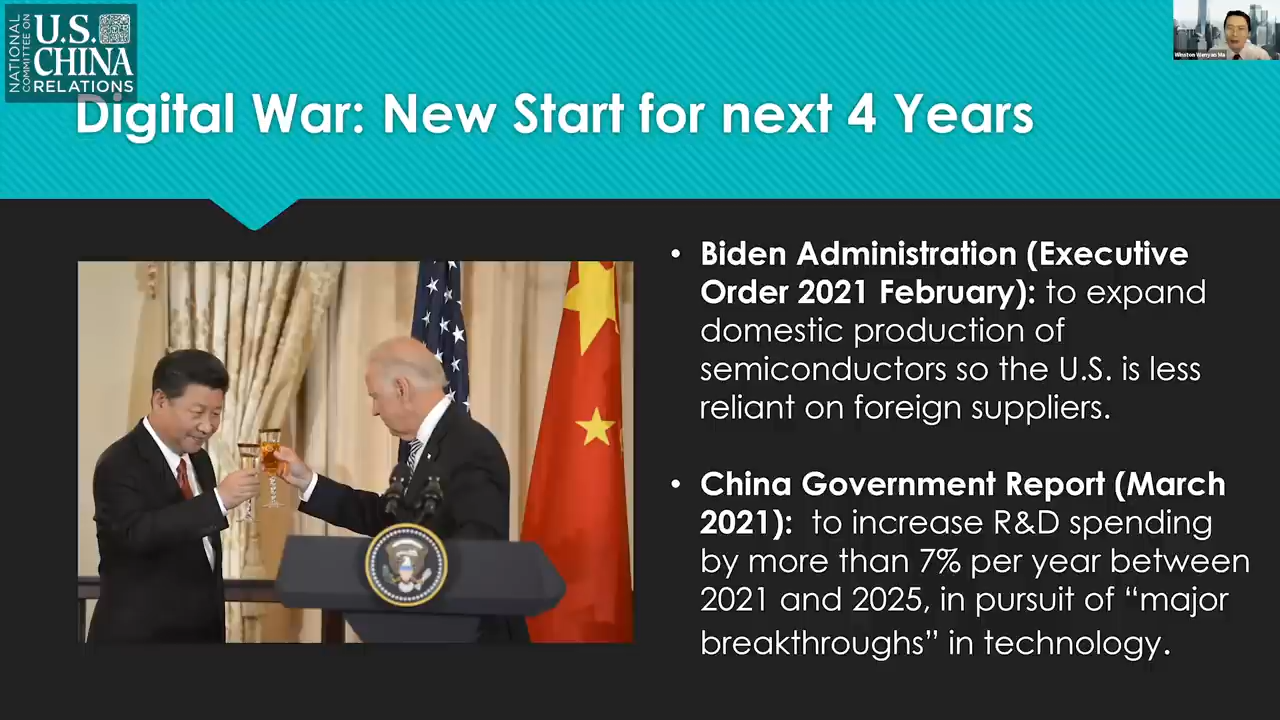 NATIONAL
COMMITTEE ON
U.S.
CHINA
RELATIONS
Winston Wenyan Ma
Digital War: New Start for next 4 Years
• Biden Administration (Executive
Order 2021 February): to expand
domestic production of
semiconductors so the U.S. is less
reliant on foreign suppliers.
• China Government Report (March
2021): to increase R&D spending
by more than 7% per year between
2021 and 2025, in pursuit of “major
breakthroughs” in technology.